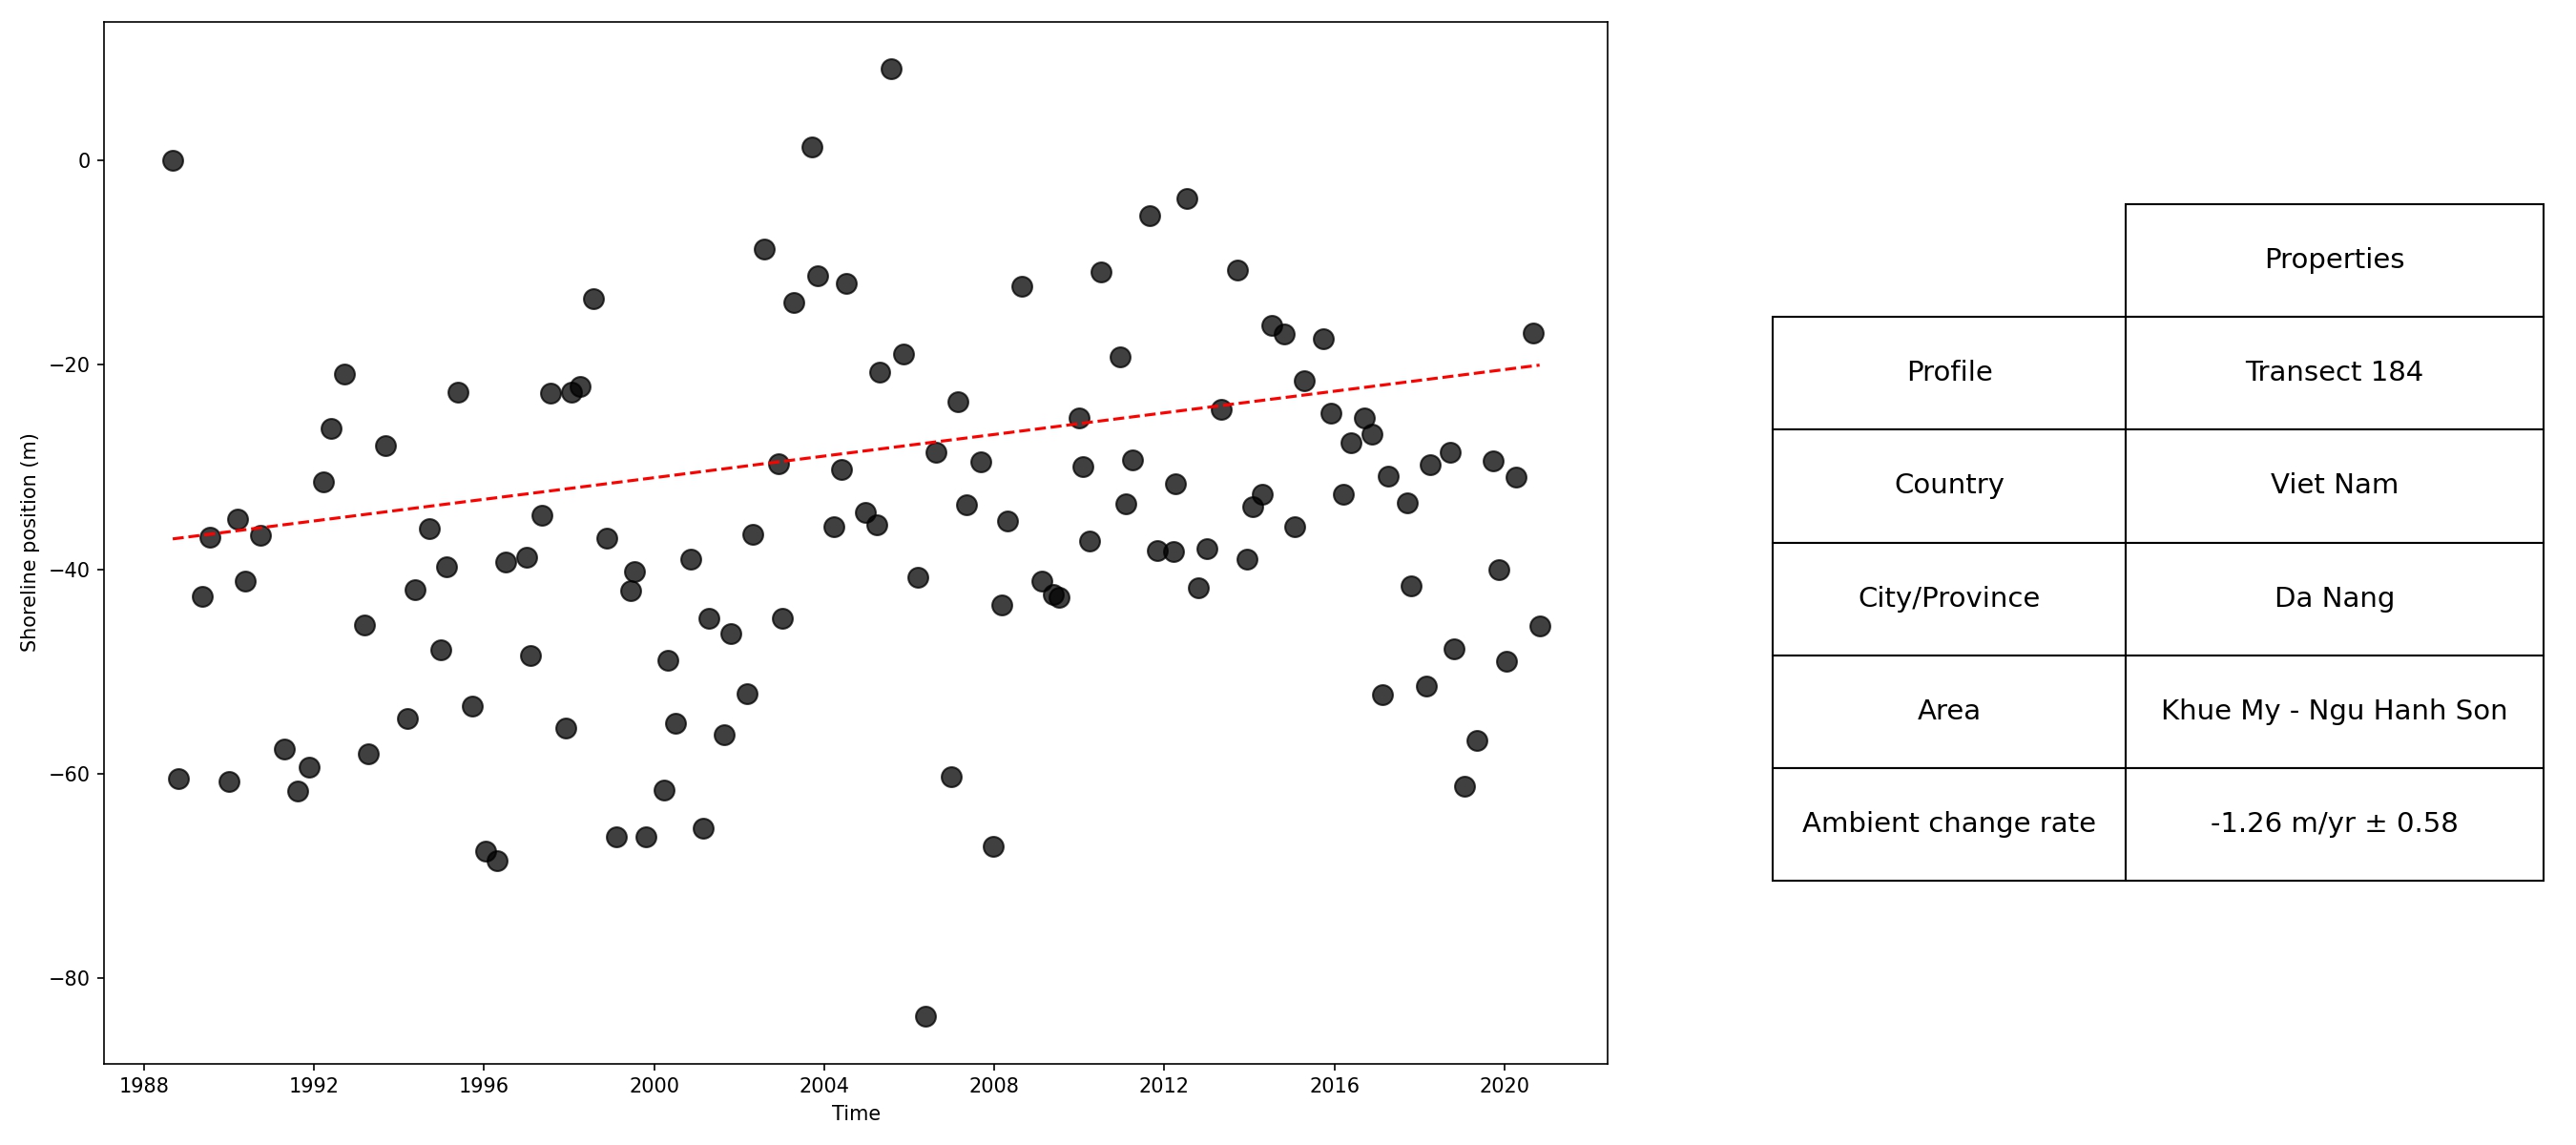 0
−20
−40
−60
−80
Shoreline position (m)
1988 1992 1996 2000 2004 2008 2012 2016 2020
Time
Properties
Profile Transect 184
Country Viet Nam
City/Province Da Nang
Area Khue My - Ngu Hanh Son
Ambient change rate -1.26 m/yr ± 0.58